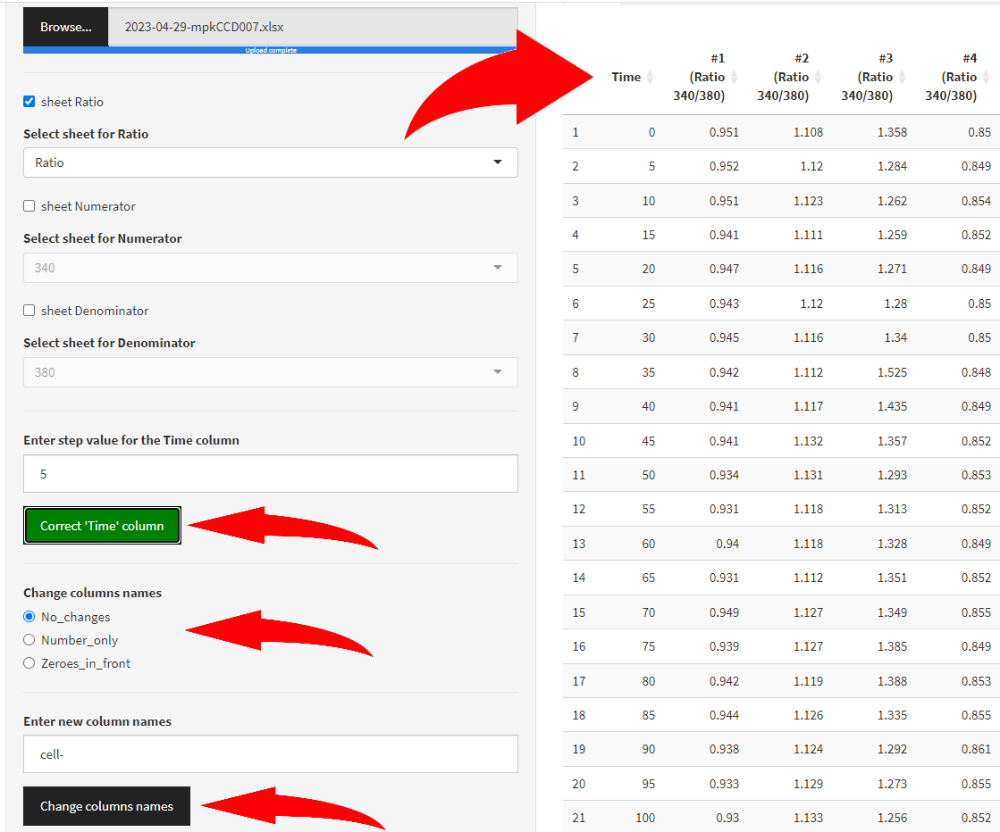 Browse... 2023-04-29-mpkCCD007.xlsx
Upload complete
sheet Ratio
Select sheet for Ratio
Ratio
sheet Numerator
Select sheet for Numerator
340
sheet Denominator
Select sheet for Denominator
380
Enter step value for the Time column
5
Correct 'Time' column
Change columns names
No_changes
Number_only
Zeroes_in_front
Enter new column names
cell-
Change columns names
#1 #2 #3 #4
Time (Ratio (Ratio (Ratio (Ratio
340/380) 340/380) 340/380) 340/380)
1 0 0.951 1.108 1.358 0.85
2 5 0.952 1.12 1.284 0.849
3 10 0.951 1.123 1.262 0.854
4 15 0.941 1.111 1.259 0.852
5 20 0.947 1.116 1.271 0.849
6 25 0.943 1.12 1.28 0.85
7 30 0.945 1.116 1.34 0.85
8 35 0.942 1.112 1.525 0.848
9 40 0.941 1.117 1.435 0.849
10 45 0.941 1.132 1.357 0.852
11 50 0.934 1.131 1.293 0.853
12 55 0.931 1.118 1.313 0.852
13 60 0.94 1.118 1.328 0.849
14 65 0.931 1.112 1.351 0.852
15 70 0.949 1.127 1.349 0.855
16 75 0.939 1.127 1.385 0.849
17 80 0.942 1.119 1.388 0.853
18 85 0.944 1.126 1.335 0.855
19 90 0.938 1.124 1.292 0.861
20 95 0.933 1.129 1.273 0.855
21 100 0.93 1.133 1.256 0.852